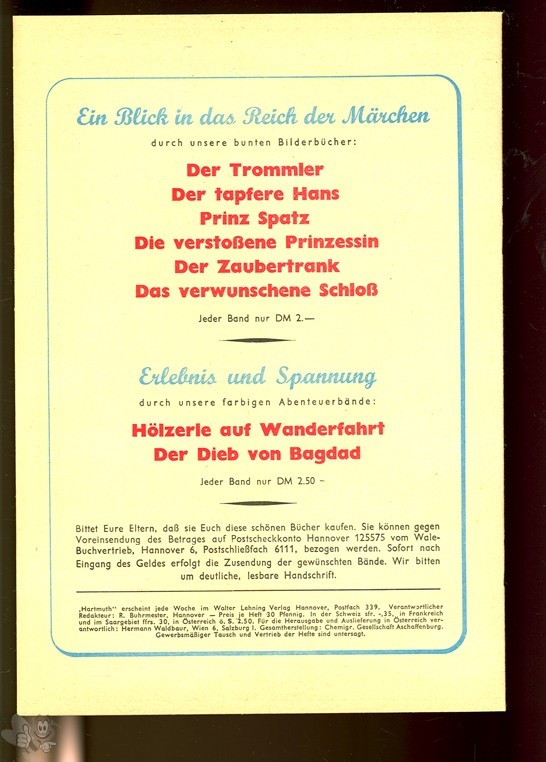 Ein Blick in das Reich der Märchen
durch unsere bunten Bilderbücher:
Der Trommler
Der tapfere Hans
Prinz Spatz
Die verstoßene Prinzessin
Der Zaubertrank
Das verwunschene Schloß
Jeder Band nur DM 2.—
Erlebnis und Spannung
durch unsere farbigen Abenteuerbände:
Hölzerle auf Wanderfahrt
Der Dieb von Bagdad
Jeder Band nur DM 2.50 –
Bittet Eure Eltern, daß sie Euch diese schönen Bücher kaufen. Sie können gegen
Voreinsendung des Betrages auf Postscheckkonto Hannover 125575 vom Wale-
Buchvertrieb, Hannover 6, Postschließfach 6111, bezogen werden. Sofort nach
Eingang des Geldes erfolgt die Zusendung der gewünschten Bände. Wir bitten
um deutliche, lesbare Handschrift.
„Hartmuth" erscheint jede Woche im Walter Lehning Verlag Hannover, Postfach 339. Verantwortlicher
Redakteur: R. Buhrmester, Hannover — Preis je Heft 30 Pfennig. In der Schweiz sfr. -,35, in Frankreich
und im Saargebiet ffrs. 30, in Österreich ö. S. 2,50. Für die Herausgabe und Auslieferung in Österreich ver-
antwortlich: Hermann Waldbaur, Wien 6, Salzburg I. Gesamtherstellung: Chemigr. Gesellschaft Aschaffenburg.
Gewerbsmäßiger Tausch und Vertrieb der Hefte sind untersagt.